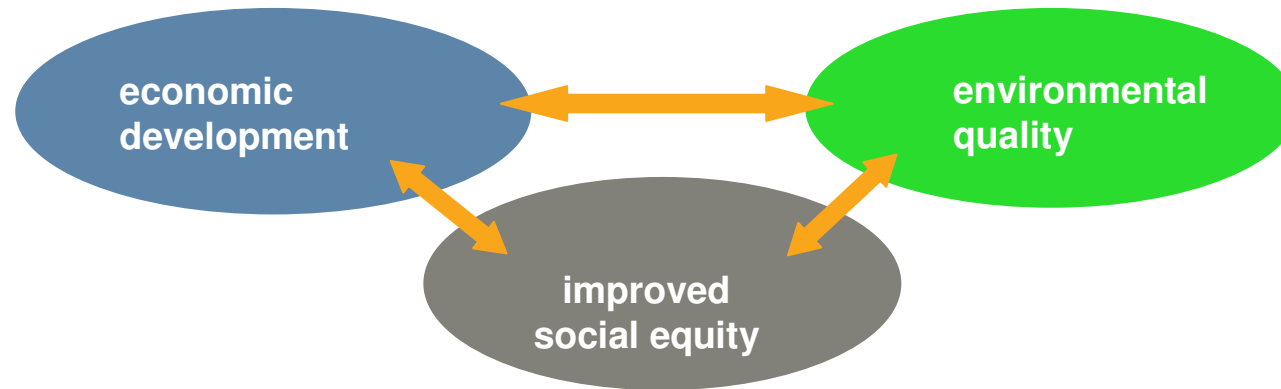 economic
development
environmental
quality
improved
social equity